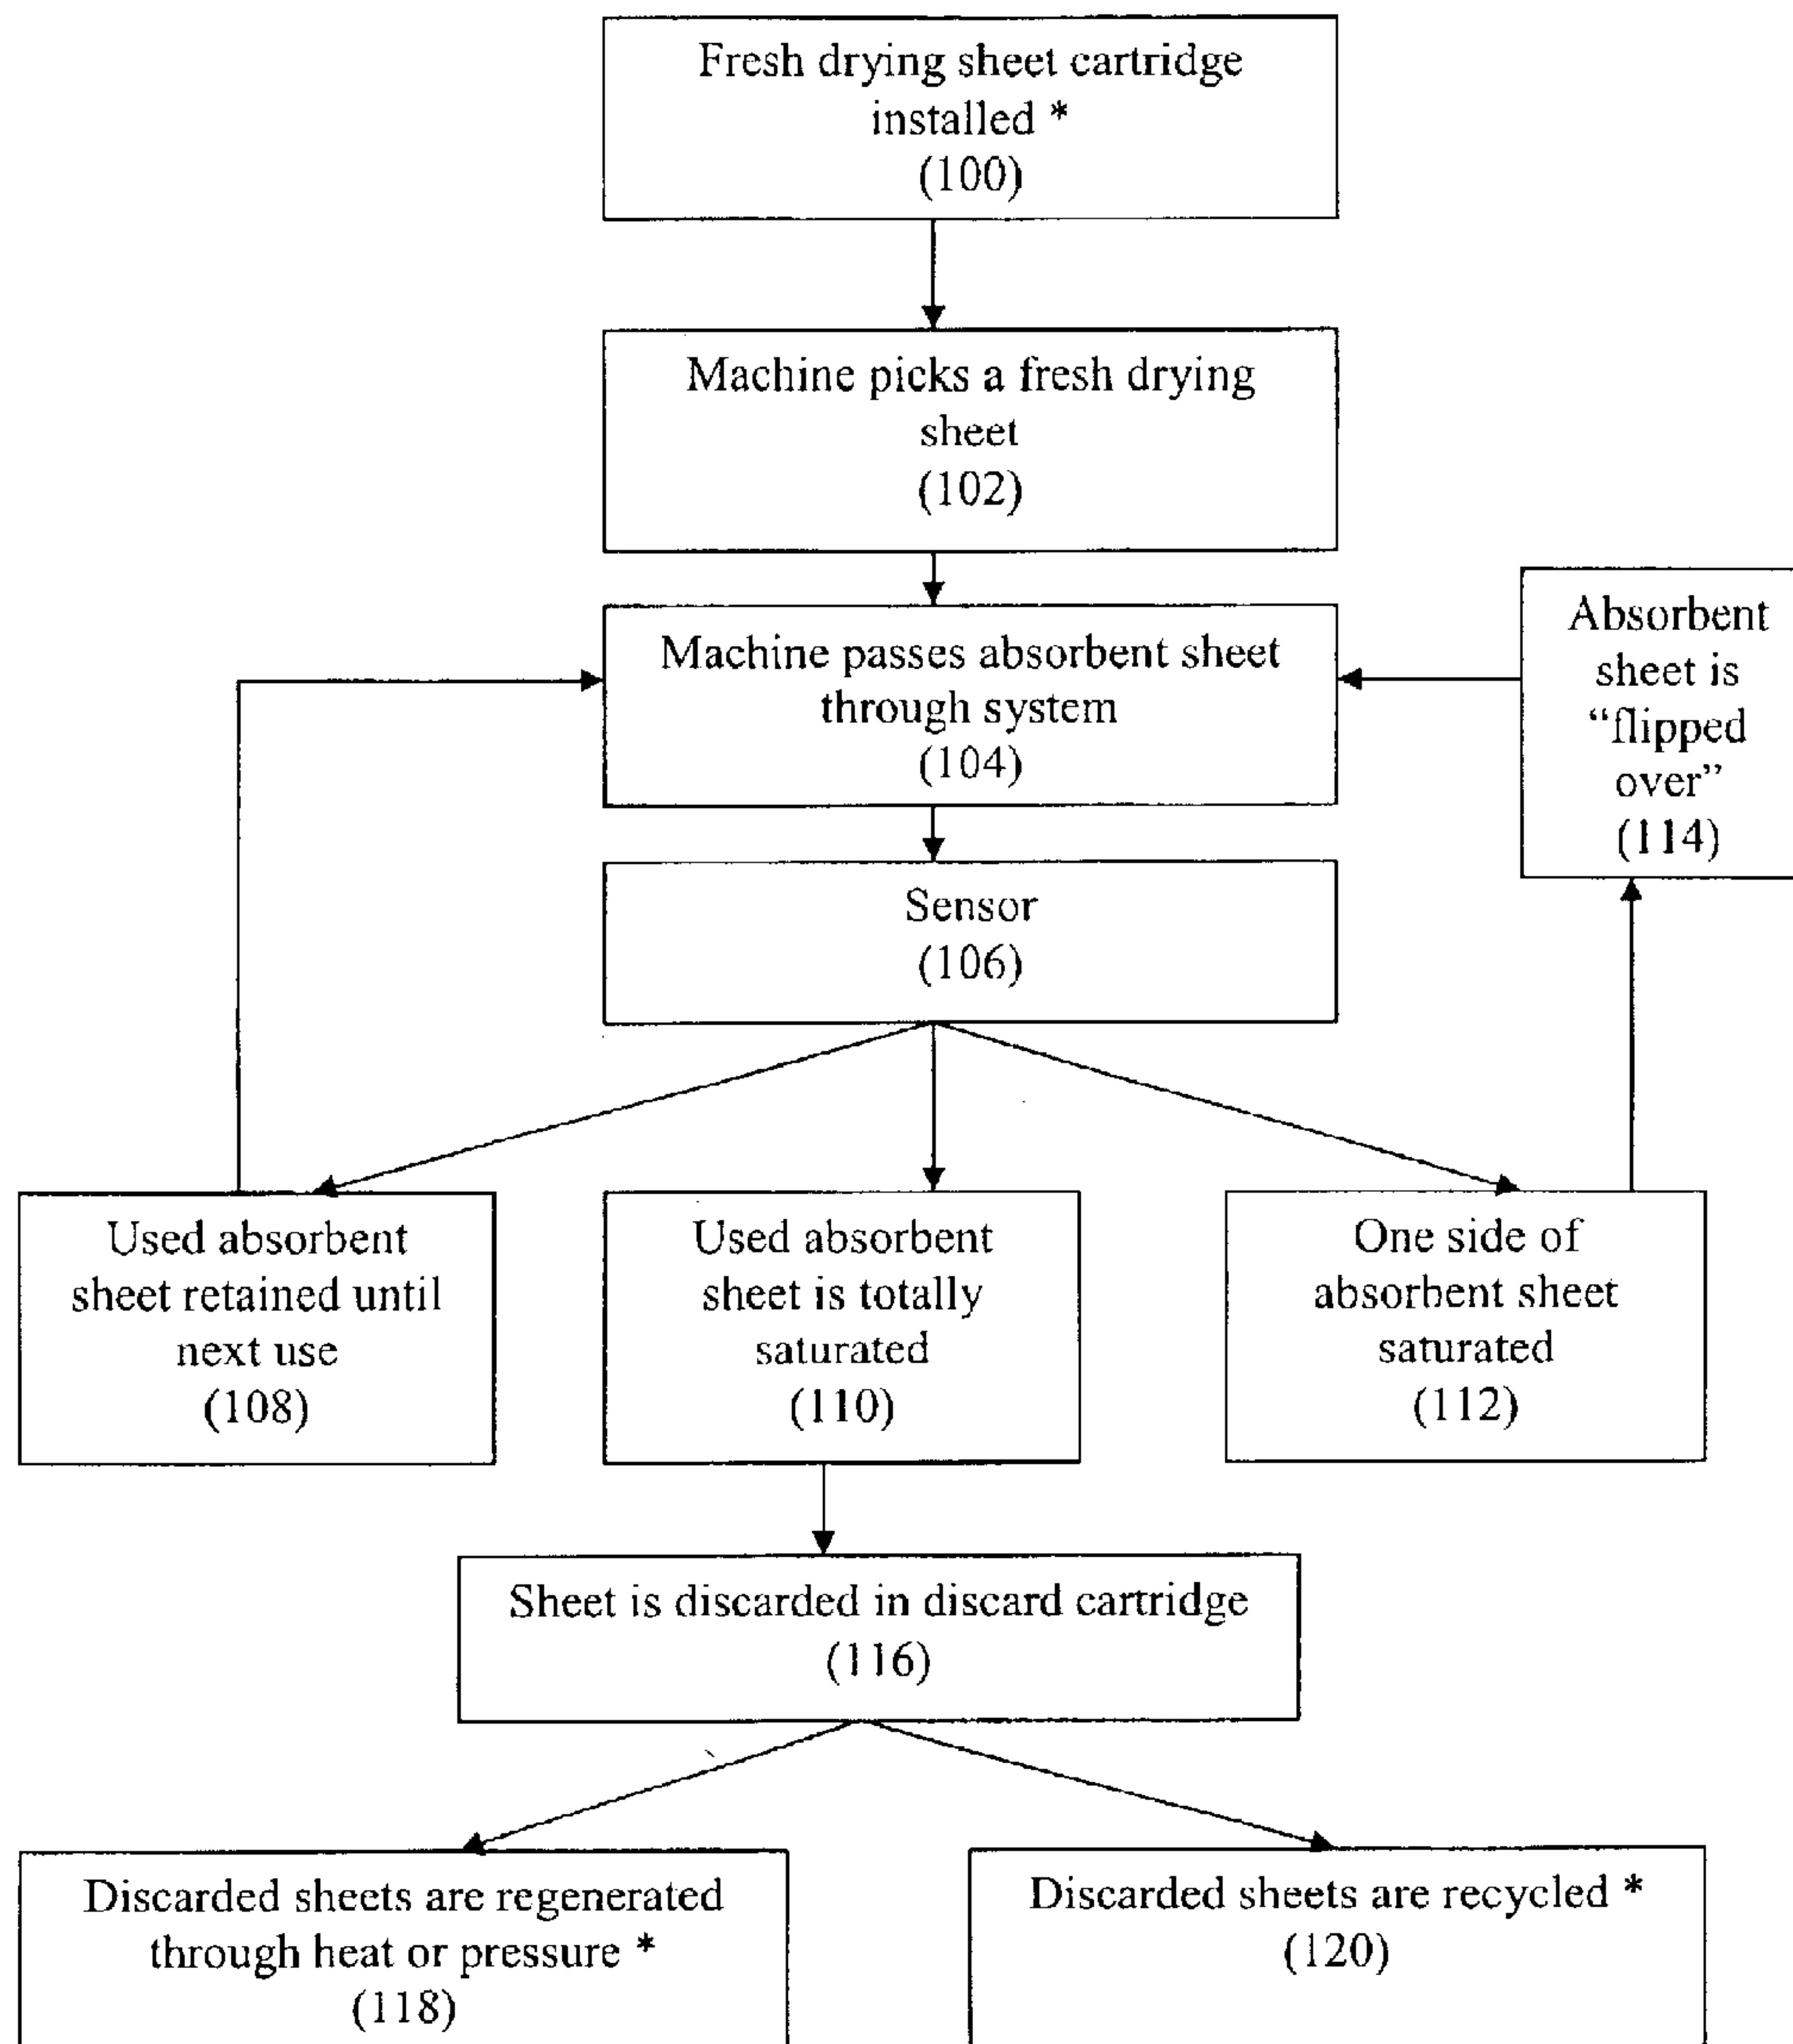 Fresh drying sheet cartridge
installed *
(100)
Machine picks a fresh drying
sheet
(102)
Machine passes absorbent sheet
through system
(104)
Absorbent
sheet is
“flipped
over”
(114)
Sensor
(106)
Used absorbent
sheet retained until
next use
(108)
Used absorbent
sheet is totally
saturated
(110)
One side of
absorbent sheet
saturated
(112)
Sheet is discarded in discard cartridge
(116)
Discarded sheets are regenerated
through heat or pressure *
(118)
Discarded sheets are recycled *
(120)